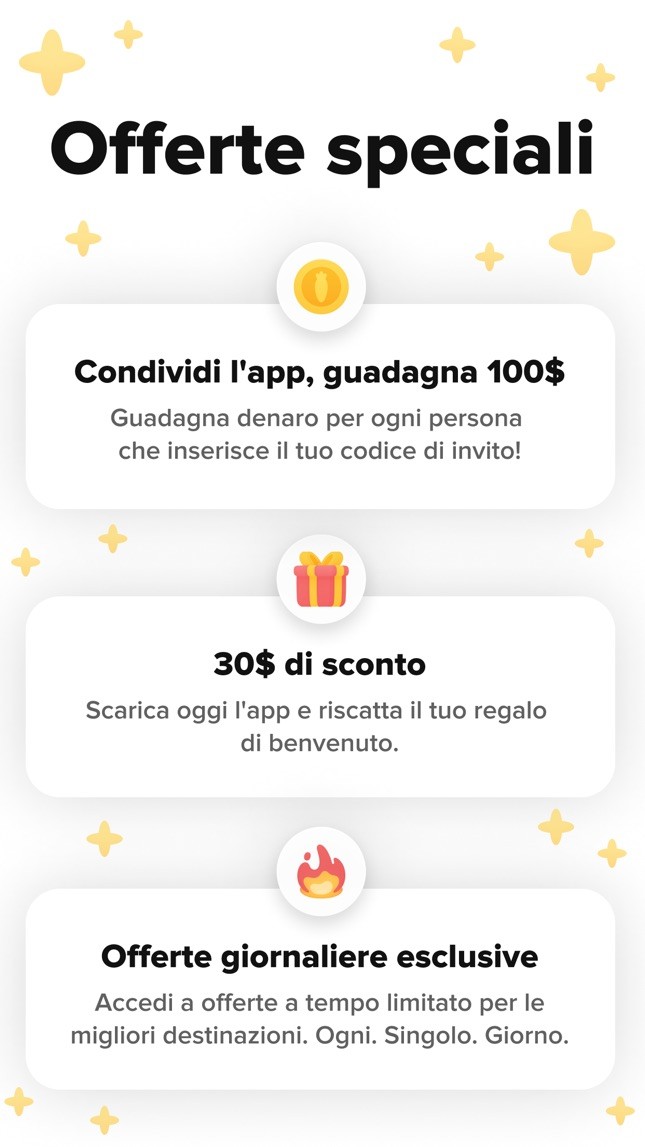 Offerte speciali
Condividi l'app, guadagna 100$
Guadagna denaro per ogni persona
che inserisce il tuo codice di invito!
30$ di sconto
Scarica oggi l'app e riscatta il tuo regalo
di benvenuto.
Offerte giornaliere esclusive
Accedi a offerte a tempo limitato per le
migliori destinazioni. Ogni. Singolo. Giorno.